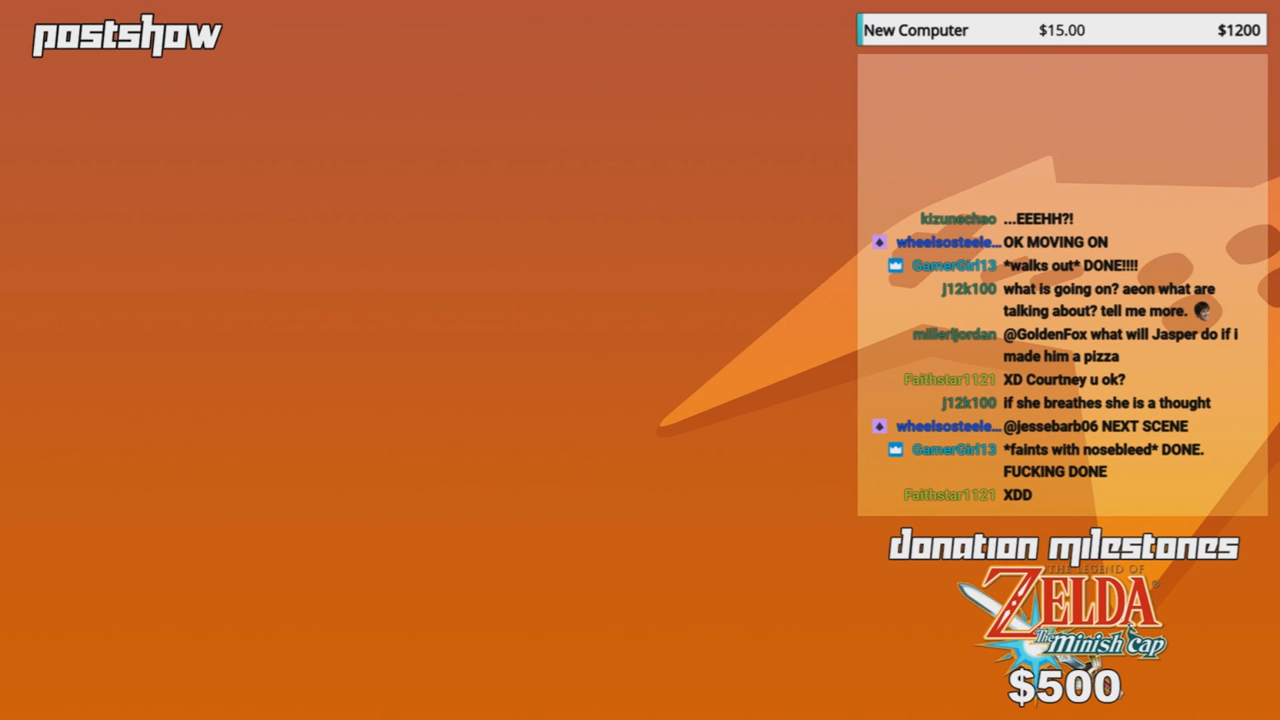 postshow
New Computer $15.00 $1200
kizunechao ...EEEHH?!
wheelsosteele... OK MOVING ON
GamerGirl13 *walks out* DONE!!!!
j12k100 what is going on? aeon what are
talking about? tell me more.
millerljordan @GoldenFox what will Jasper do if i
made him a pizza
Faithstar1121 XD Courtney u ok?
j12k100 if she breathes she is a thought
wheelsosteele... @jessebarb06 NEXT SCENE
GamerGirl13 *faints with nosebleed* DONE.
FUCKING DONE
Faithstar1121 XDD
donation milestones
THE LEGEND OF
ZELDA
The Minish Cap
$500